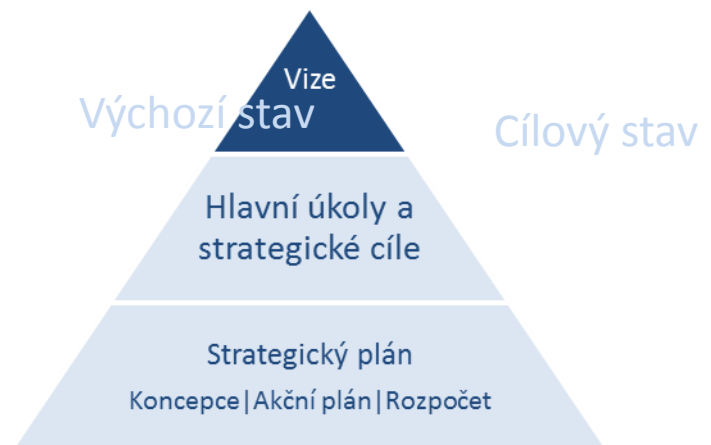 Vize
Výchozí stav
Cílový stav
Hlavní úkoly a
strategické cíle
Strategický plán
Koncepce|Akční plán|Rozpočet